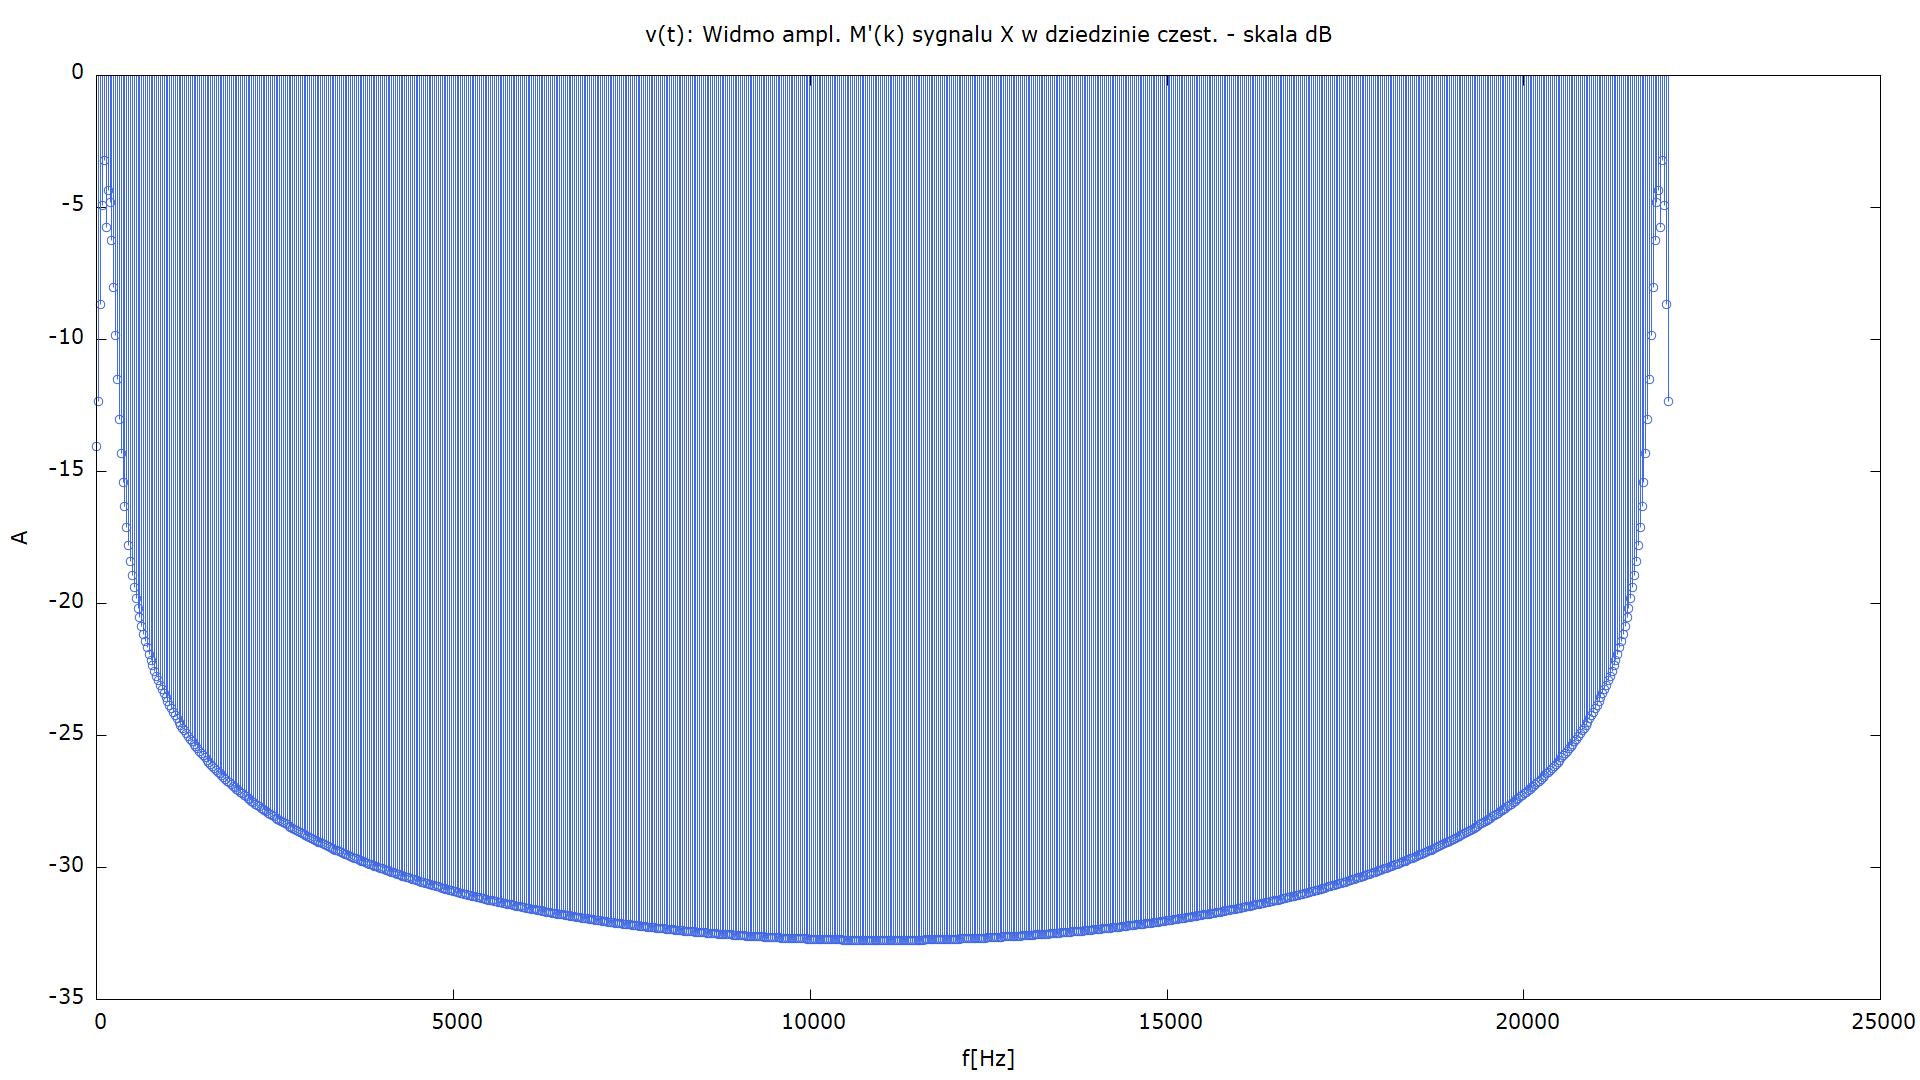 v(t): Widmo ampl. M'(k) sygnalu X w dziedzinie czest. - skala dB
0
-5
-10
-15
-20
-25
-30
-35
A
0 5000 10000 15000 20000 25000
f[Hz]